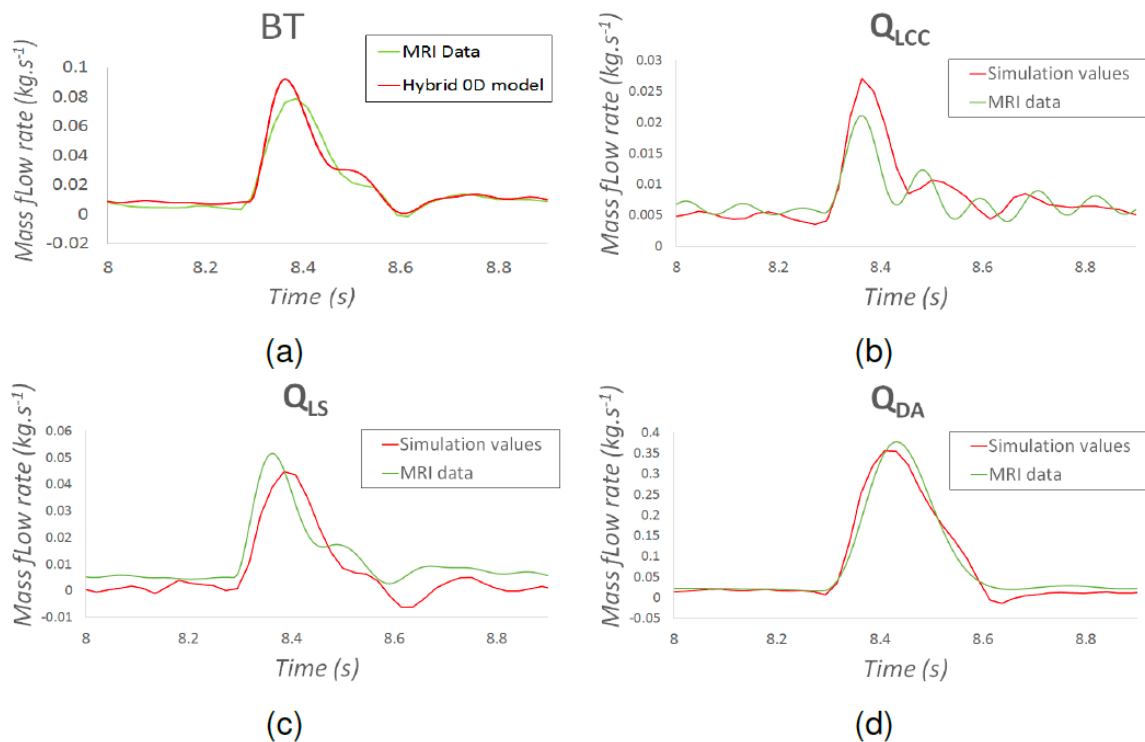 BT
MRI Data
Hybrid 0D model
Mass fLow rate (kg.s-1)
0.1
0.08
0.06
0.04
0.02
0
-0.02
8
8.2
8.4
8.6
8.8
Time (s)
(a)
QLCC
Simulation values
MRI data
Mass fLow rate (kg.s-1)
0.03
0.025
0.02
0.015
0.01
0.005
0
8
8.2
8.4
8.6
8.8
Time (s)
(b)
QLS
Simulation values
MRI data
Mass fLow rate (kg.s-1)
0.06
0.05
0.04
0.03
0.02
0.01
0
-0.01
8
8.2
8.4
8.6
8.8
Time (s)
(c)
QDA
Simulation values
MRI data
Mass fLow rate (kg.s-1)
0.4
0.35
0.3
0.25
0.2
0.15
0.1
0.05
0
-0.05
8
8.2
8.4
8.6
8.8
Time (s)
(d)